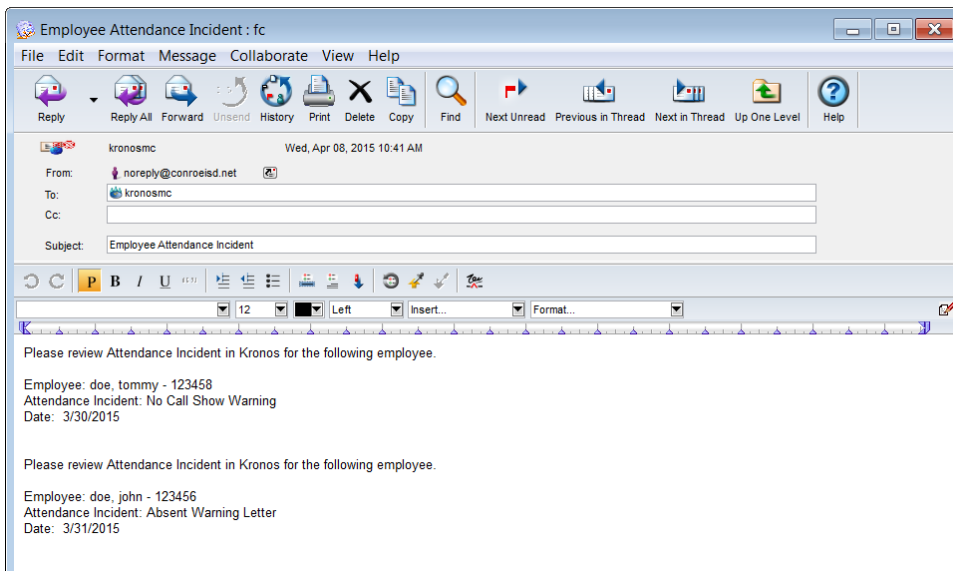 Employee Attendance Incident : fc
File Edit Format Message Collaborate View Help
Reply Reply All Forward Unsend History Print Delete Copy Find Next Unread Previous in Thread Next in Thread Up One Level Help
kronosmc Wed, Apr 08, 2015 10:41 AM
From: noreply@conroeisd.net
To: kronosmc
Cc:
Subject: Employee Attendance Incident
P B I U
12 Left Insert... Format...
Please review Attendance Incident in Kronos for the following employee.
Employee: doe, tommy - 123458
Attendance Incident: No Call Show Warning
Date: 3/30/2015
Please review Attendance Incident in Kronos for the following employee.
Employee: doe, john - 123456
Attendance Incident: Absent Warning Letter
Date: 3/31/2015